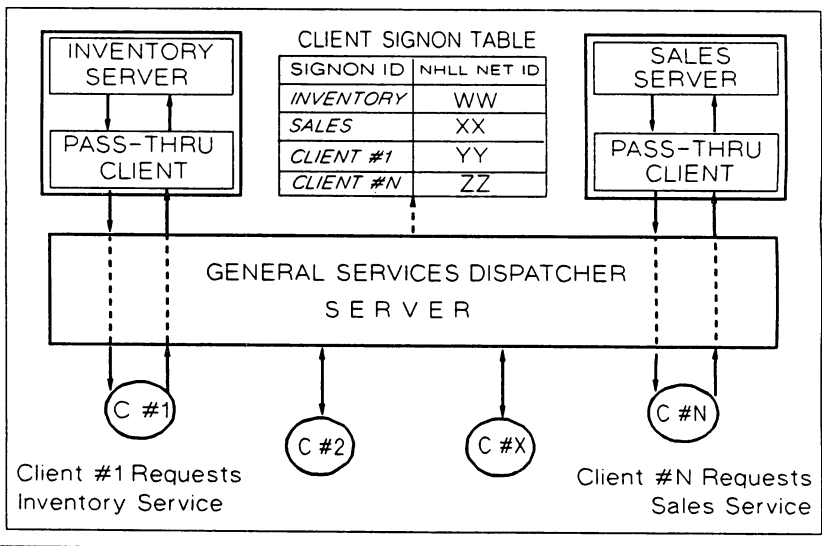 INVENTORY
SERVER
PASS-THRU
CLIENT
CLIENT SIGNON TABLE
SIGNON ID NHLL NET ID
INVENTORY WW
SALES XX
CLIENT #1 YY
CLIENT #N ZZ
SALES
SERVER
PASS-THRU
CLIENT
GENERAL SERVICES DISPATCHER
SERVER
C #1
C #2
C #X
C #N
Client #1 Requests
Inventory Service
Client #N Requests
Sales Service